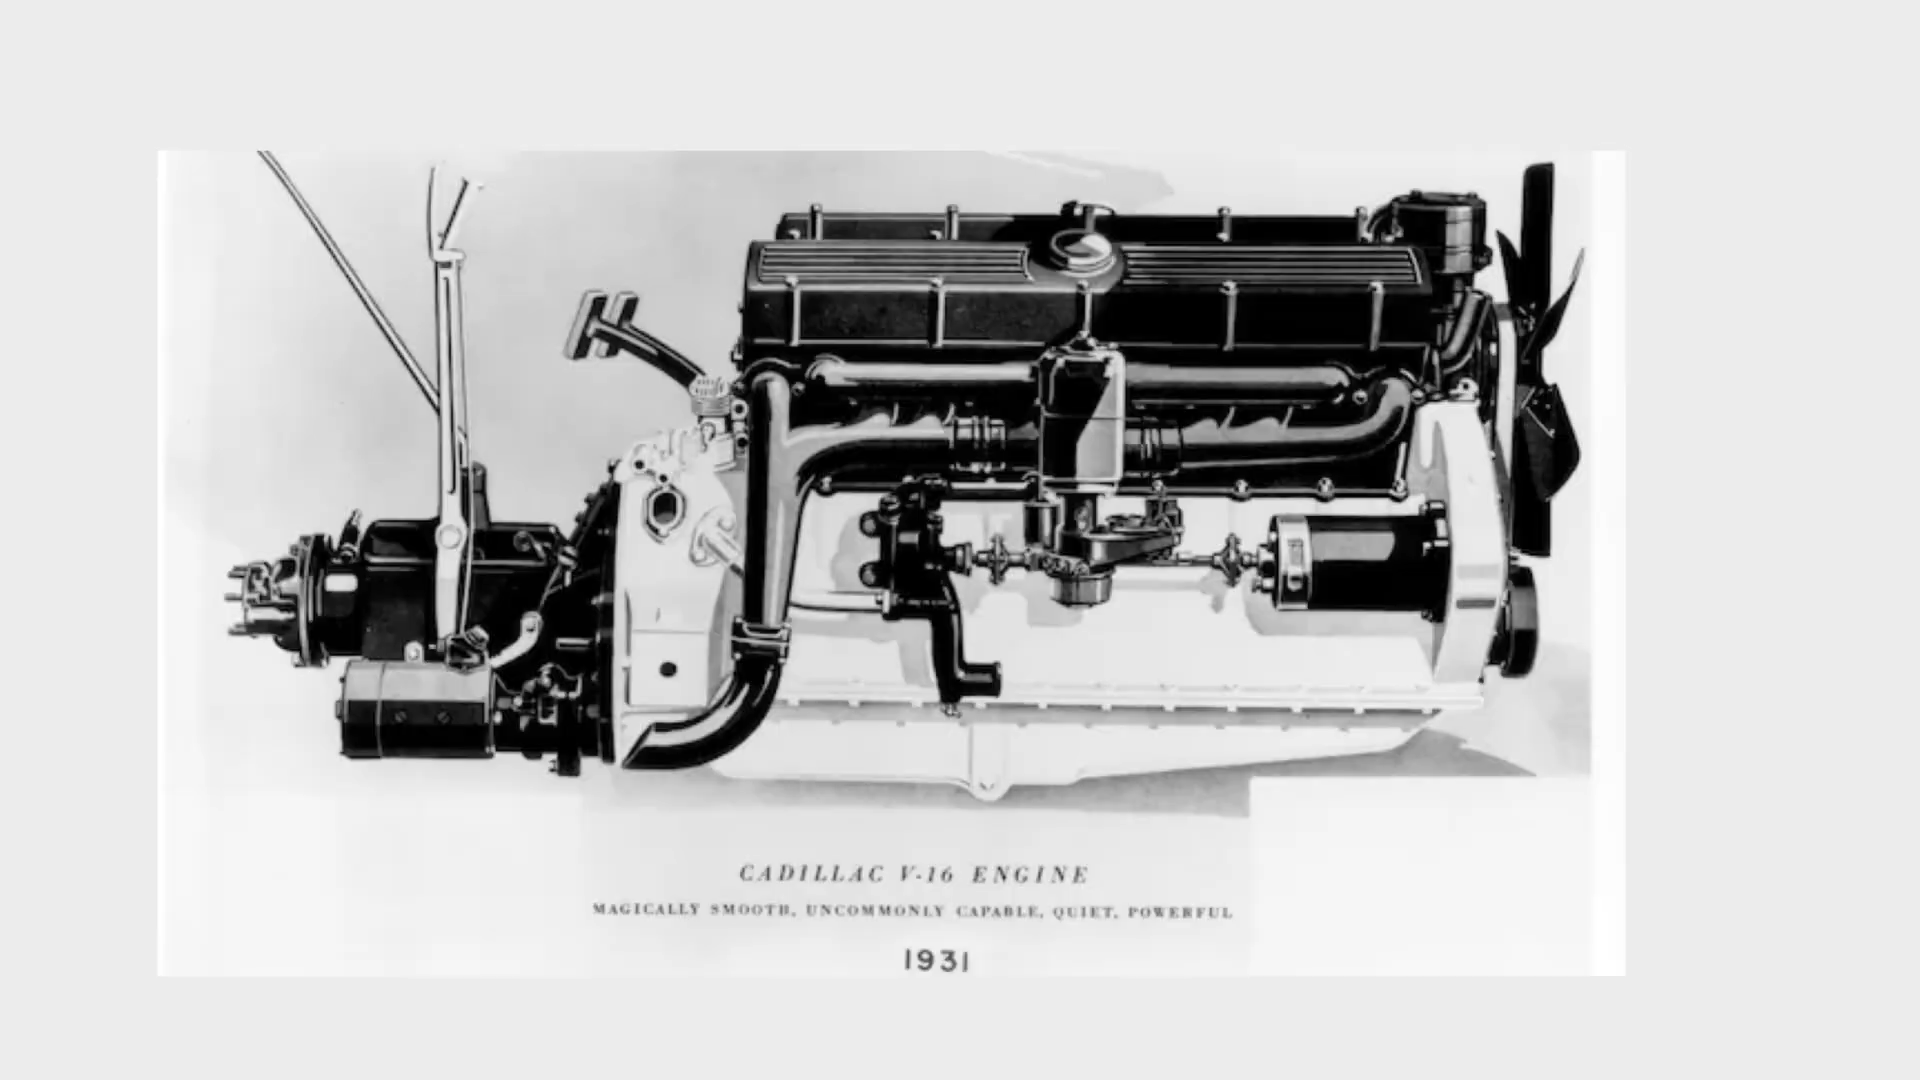 CADILLAC V-16 ENGINE
MAGICALLY SMOOTH, UNCOMMONLY CAPABLE, QUIET, POWERFUL
1931